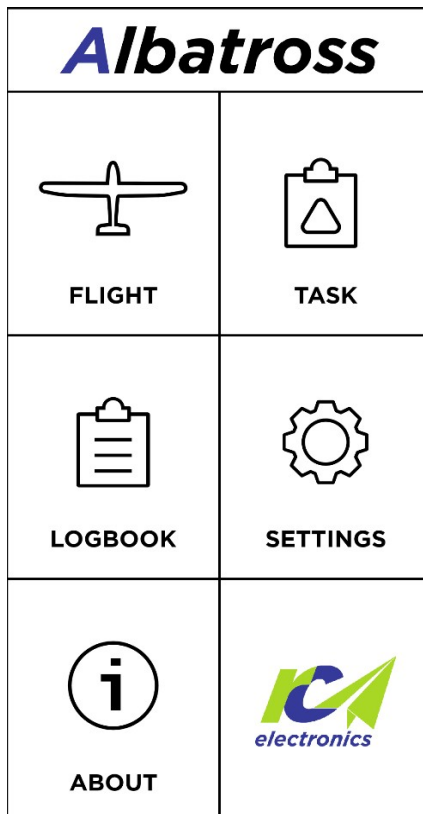 Albatross
FLIGHT
TASK
LOGBOOK
SETTINGS
i
ABOUT
rc
electronics